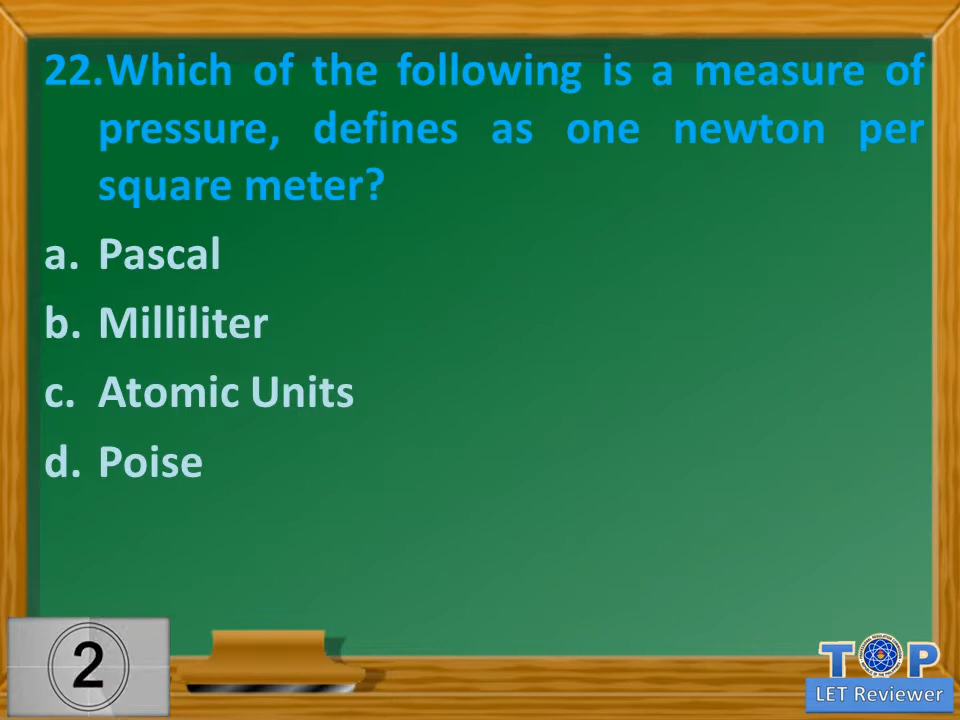 22.Which of the following is a measure of
pressure, defines as one newton per
square meter?
a. Pascal
b. Milliliter
c. Atomic Units
d. Poise
2
TOP
LET Reviewer